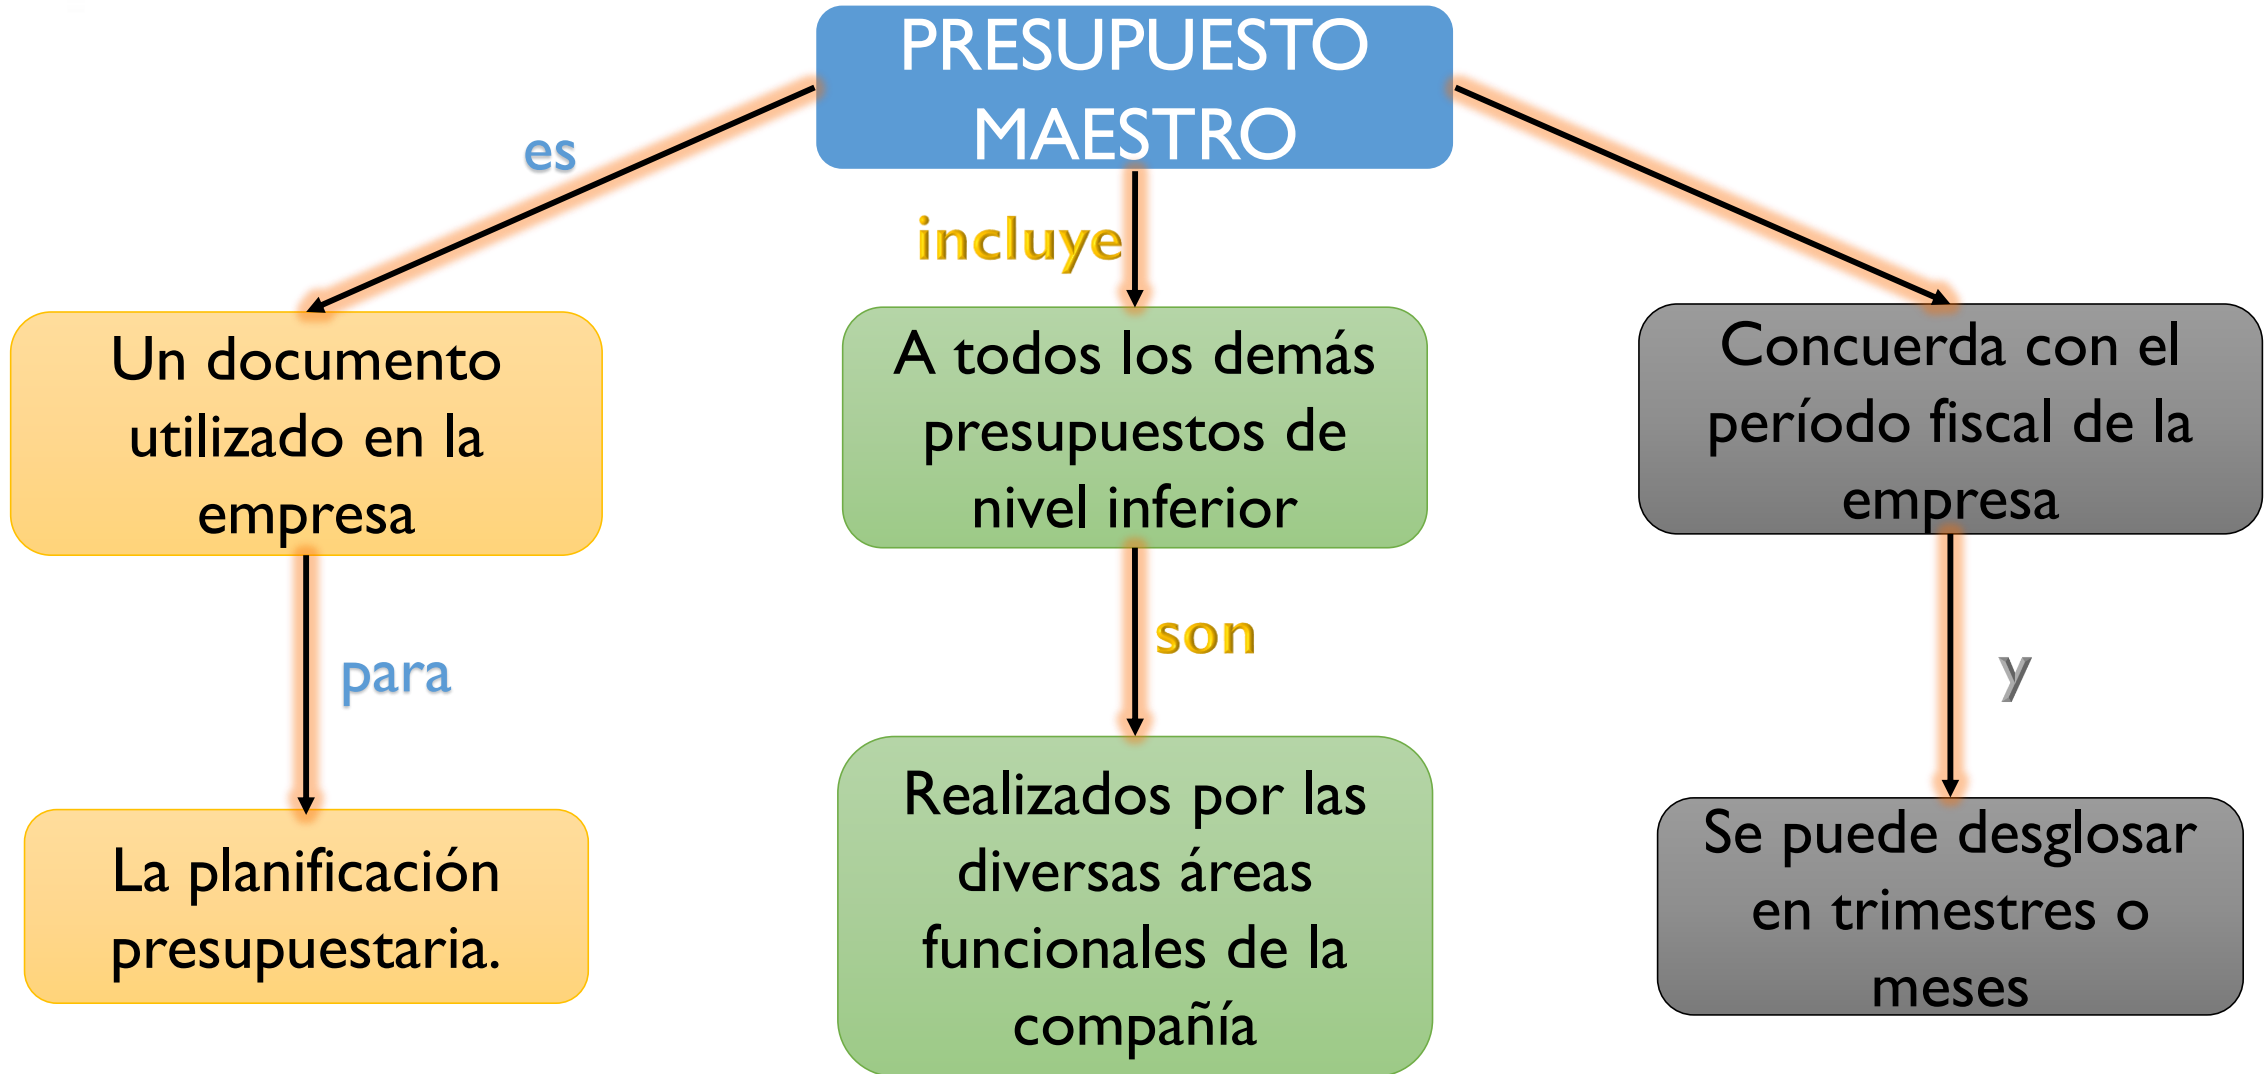 PRESUPUESTO
MAESTRO
es
incluye
Un documento
utilizado en la
empresa
A todos los demás
presupuestos de
nivel inferior
Concuerda con el
período fiscal de la
empresa
para
son
y
La planificación
presupuestaria.
Realizados por las
diversas áreas
funcionales de la
compañía
Se puede desglosar
en trimestres o
meses